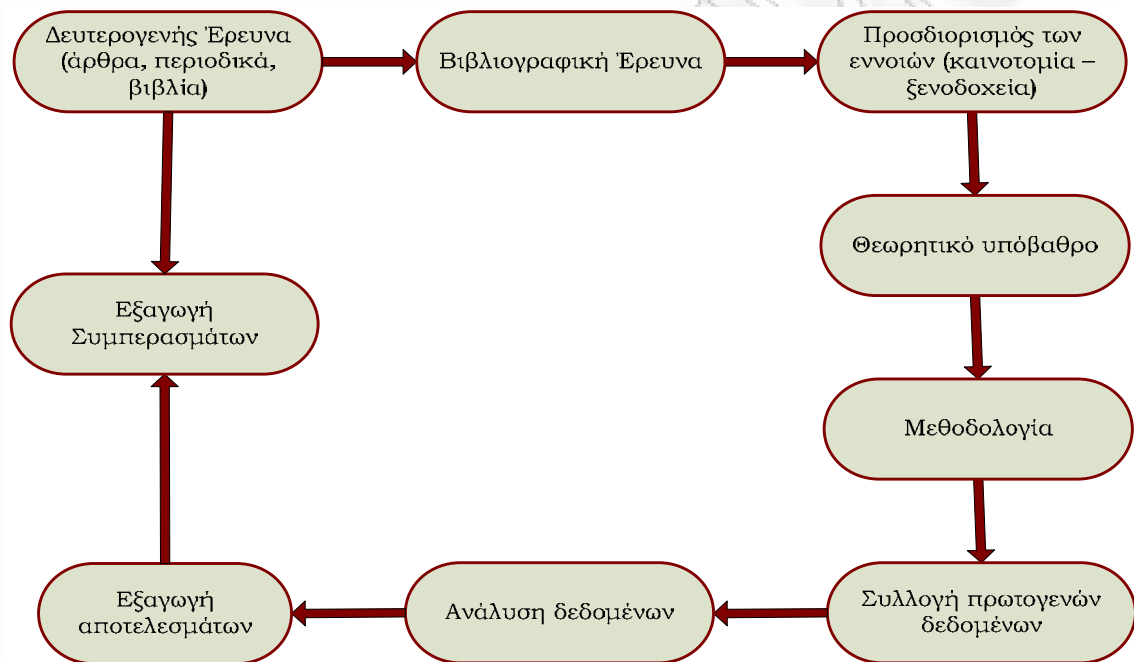 Δευτερογενής Έρευνα
(άρθρα, περιοδικά,
βιβλία)
Βιβλιογραφική Έρευνα
Προσδιορισμός των
εννοιών (καινοτομία –
ξενοδοχεία)
Θεωρητικό υπόβαθρο
Μεθοδολογία
Συλλογή πρωτογενών
δεδομένων
Ανάλυση δεδομένων
Εξαγωγή
αποτελεσμάτων
Εξαγωγή
Συμπερασμάτων